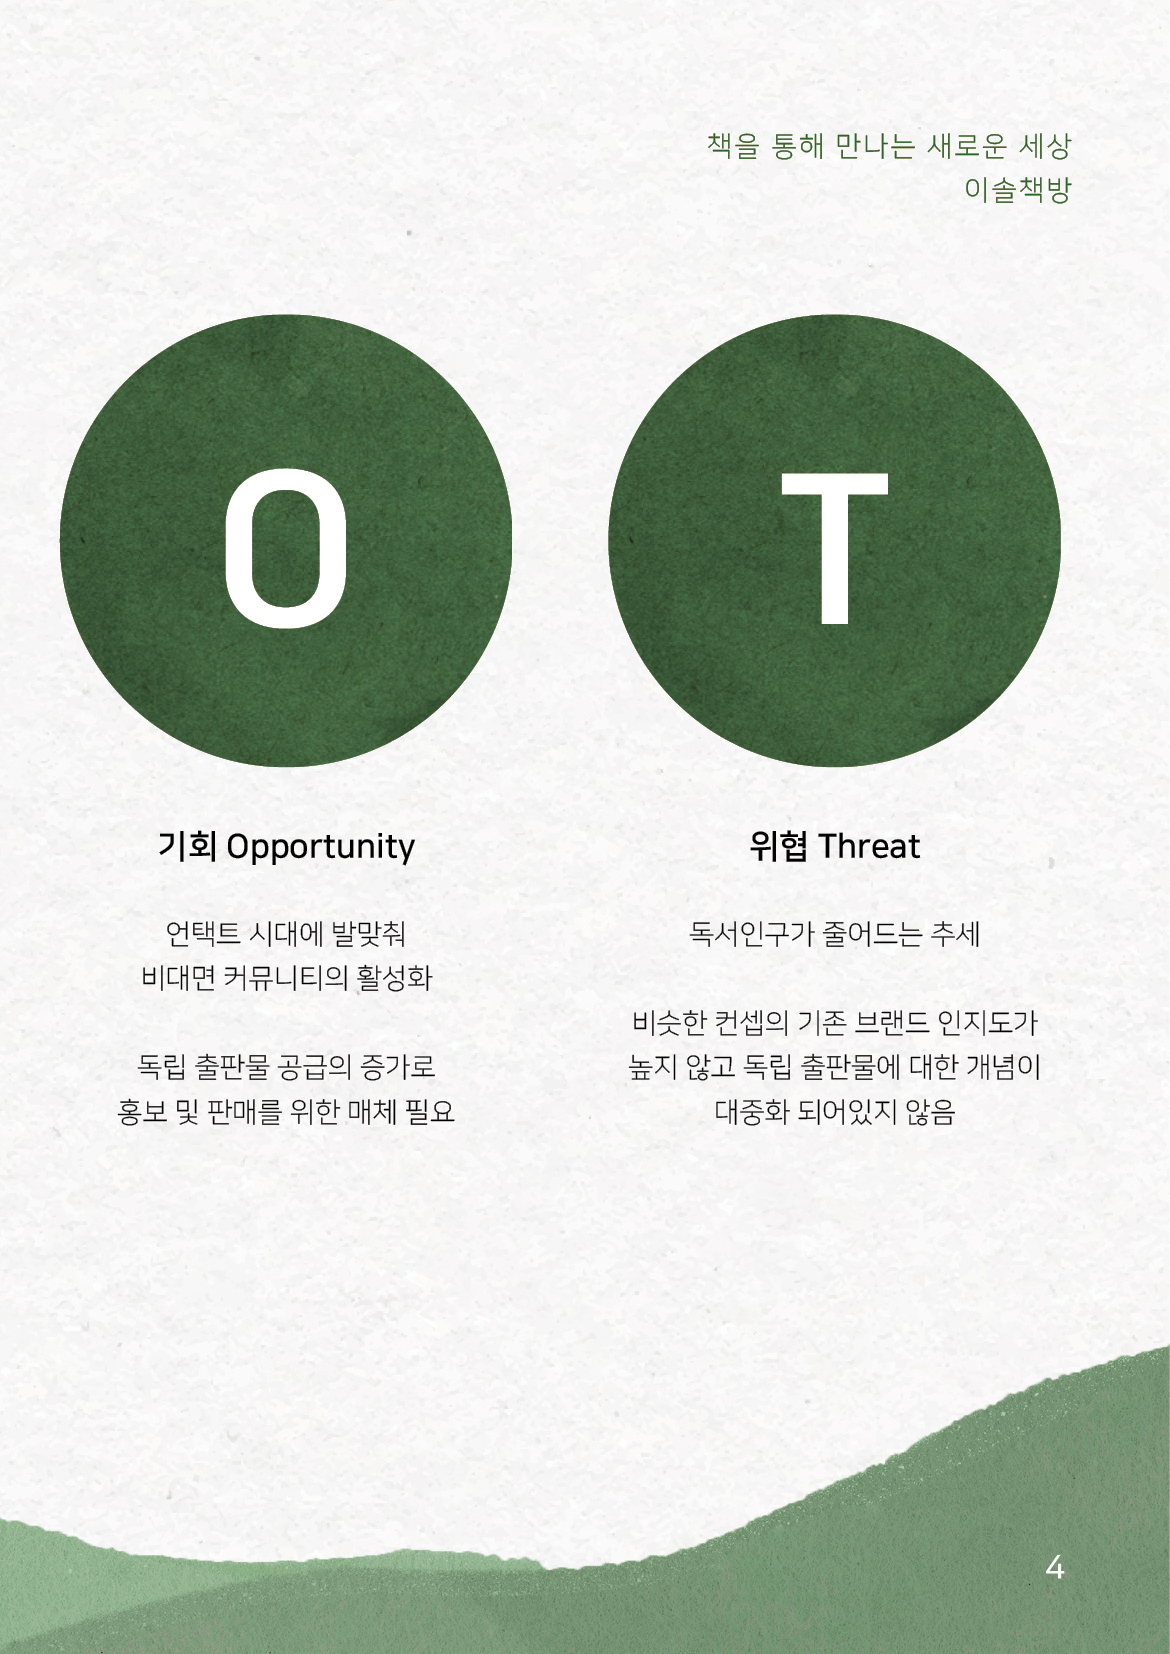 책을 통해 만나는 새로운 세상
이솔책방
O
T
기회 Opportunity
언택트 시대에 발맞춰
비대면 커뮤니티의 활성화
독립 출판물 공급의 증가로
홍보 및 판매를 위한 매체 필요
위협 Threat
독서인구가 줄어드는 추세
비슷한 컨셉의 기존 브랜드 인지도가
높지 않고 독립 출판물에 대한 개념이
대중화 되어있지 않음
4